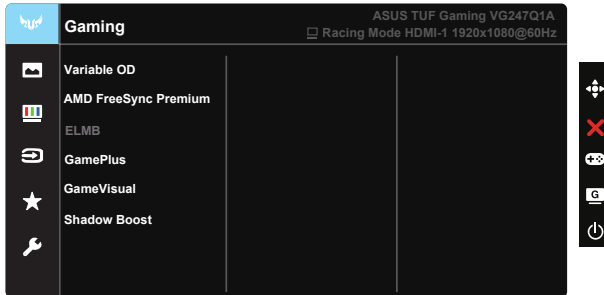 Gaming
ASUS TUF Gaming VG247Q1A
Racing Mode HDMI-1 1920x1080@60Hz
Variable OD
AMD FreeSync Premium
ELMB
GamePlus
GameVisual
Shadow Boost
G